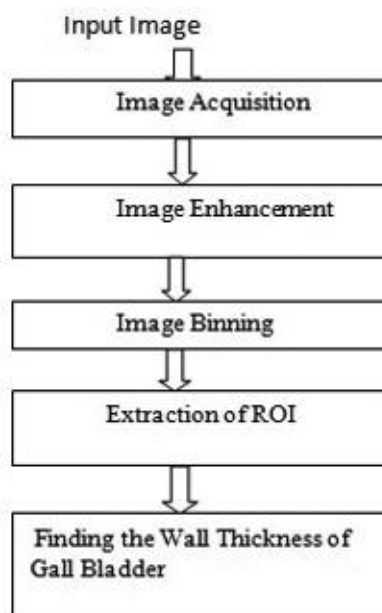 Input Image
Image Acquisition
Image Enhancement
Image Binning
Extraction of ROI
Finding the Wall Thickness of
Gall Bladder